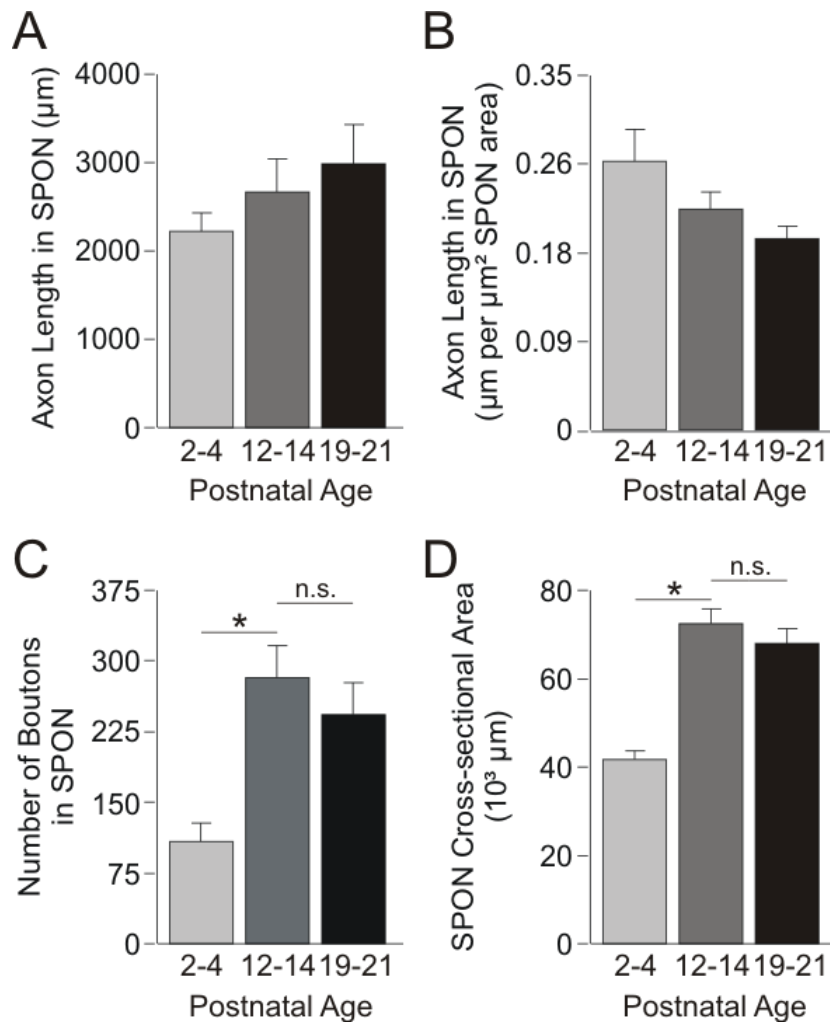 A
Axon Length in SPON (µm)
4000
3000
2000
1000
0
2-4 12-14 19-21
Postnatal Age
B
Axon Length in SPON
(µm per µm² SPON area)
0.35
0.26
0.18
0.09
0
2-4 12-14 19-21
Postnatal Age
C
Number of Boutons
in SPON
375
300
225
150
75
0
* n.s.
2-4 12-14 19-21
Postnatal Age
D
SPON Cross-sectional Area
(10³ µm)
80
60
40
20
0
* n.s.
2-4 12-14 19-21
Postnatal Age